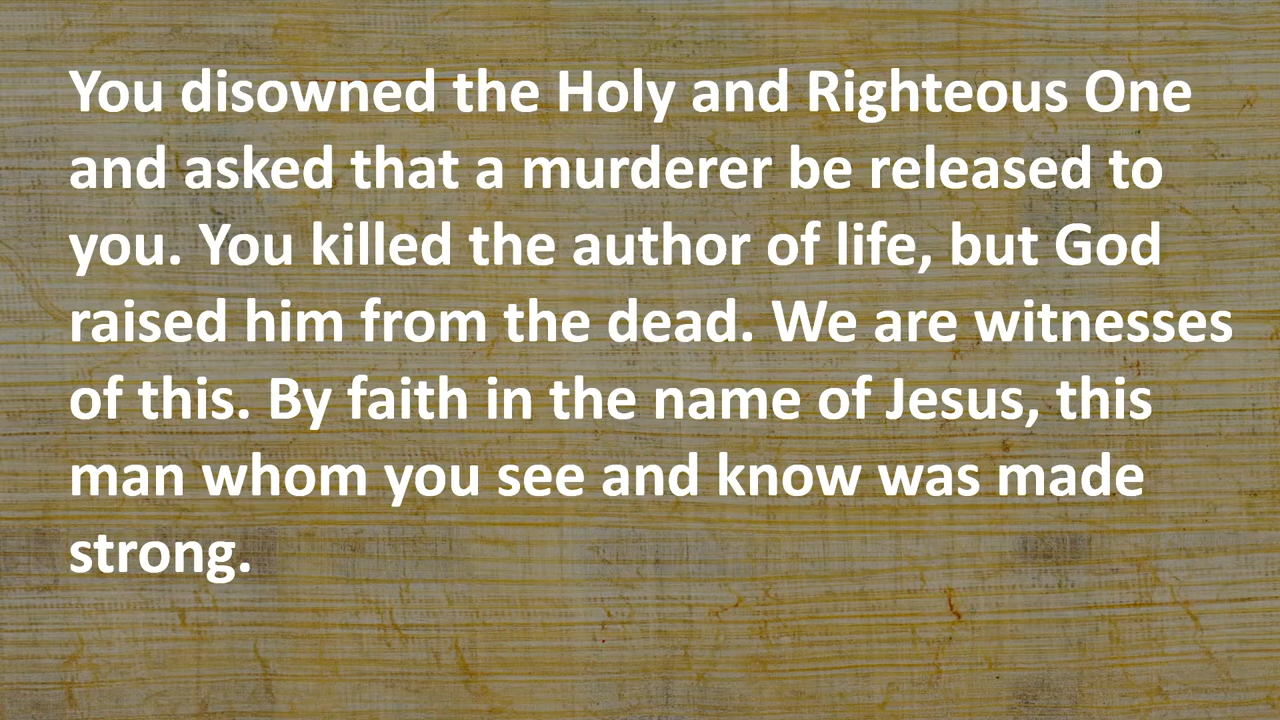 You disowned the Holy and Righteous One
and asked that a murderer be released to
you. You killed the author of life, but God
raised him from the dead. We are witnesses
of this. By faith in the name of Jesus, this
man whom you see and know was made
strong.